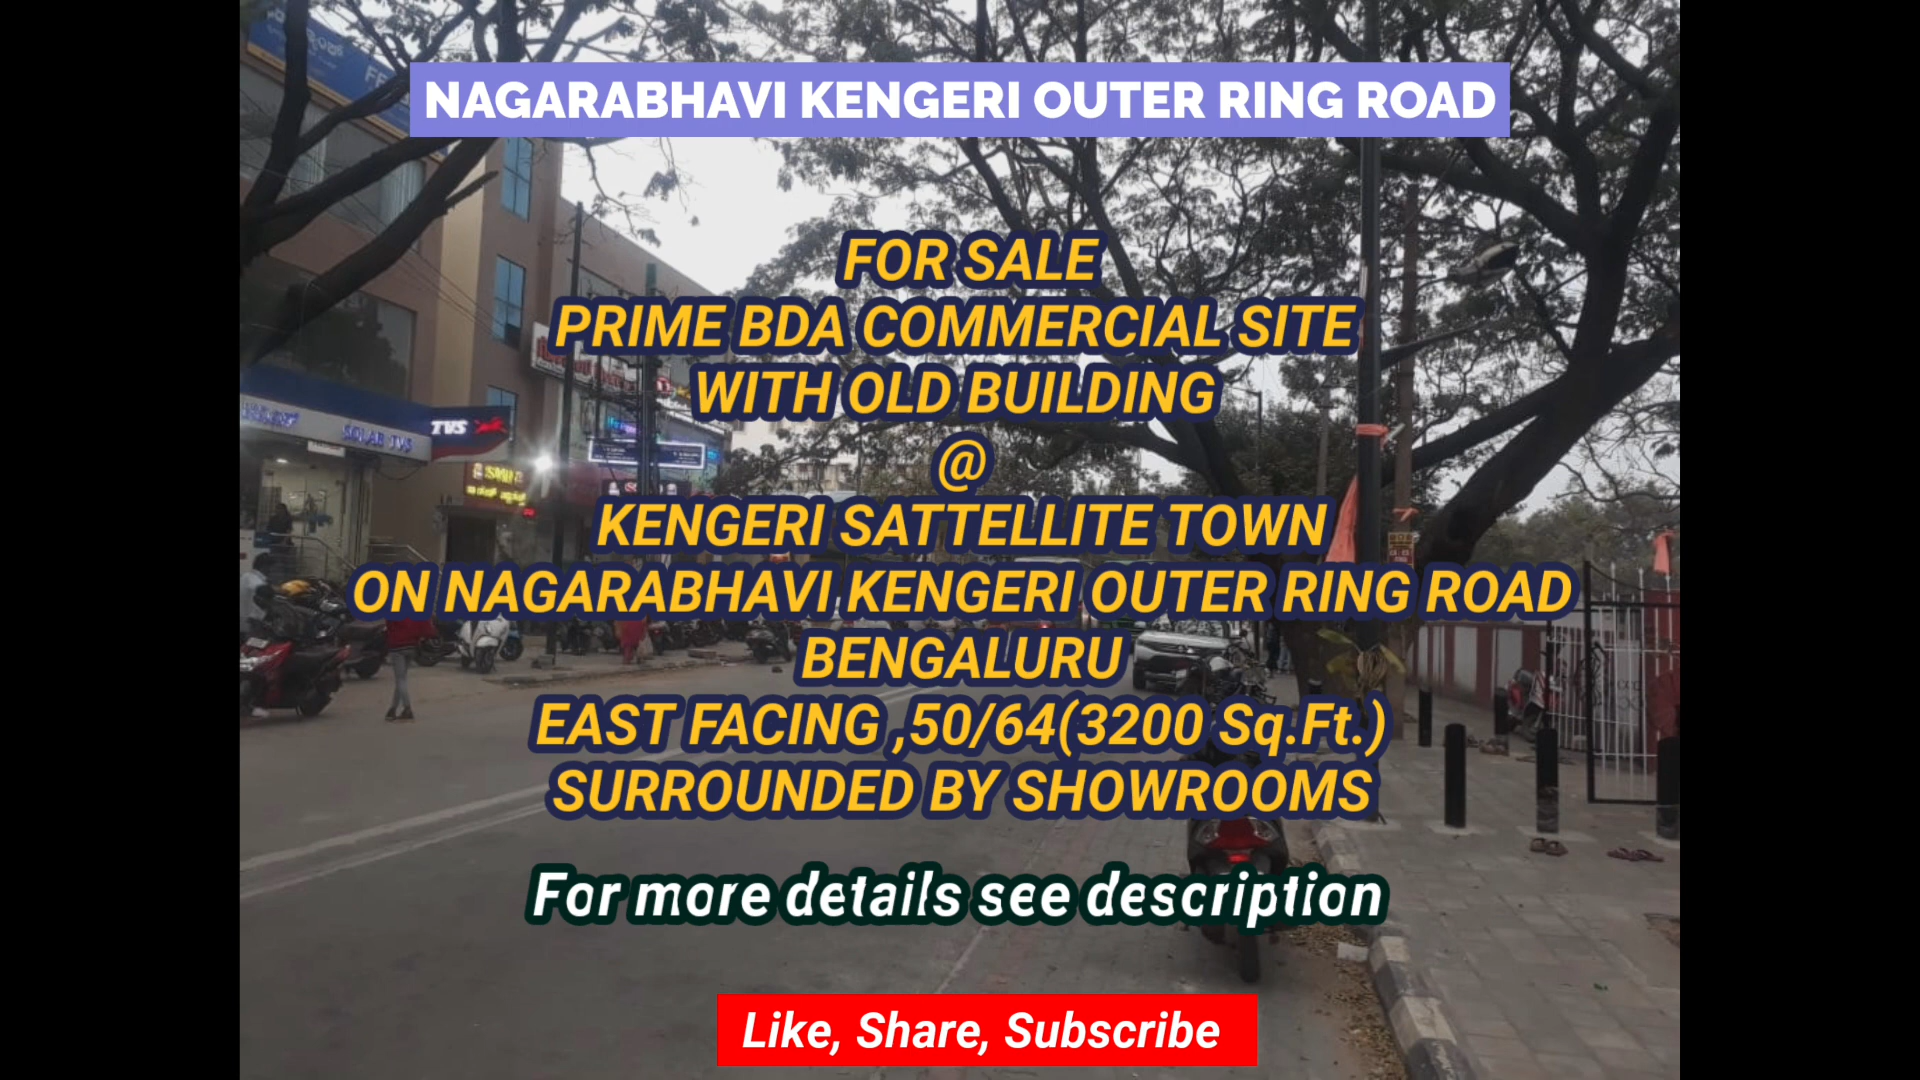 NAGARABHAVI KENGERI OUTER RING ROAD
FOR SALE
PRIME BDA COMMERCIAL SITE
WITH OLD BUILDING
@
KENGERI SATTELLITE TOWN
ON NAGARABHAVI KENGERI OUTER RING ROAD
BENGALURU
EAST FACING ,50/64(3200 Sq.Ft.)
SURROUNDED BY SHOWROOMS
For more details see description
Like, Share, Subscribe
TVS